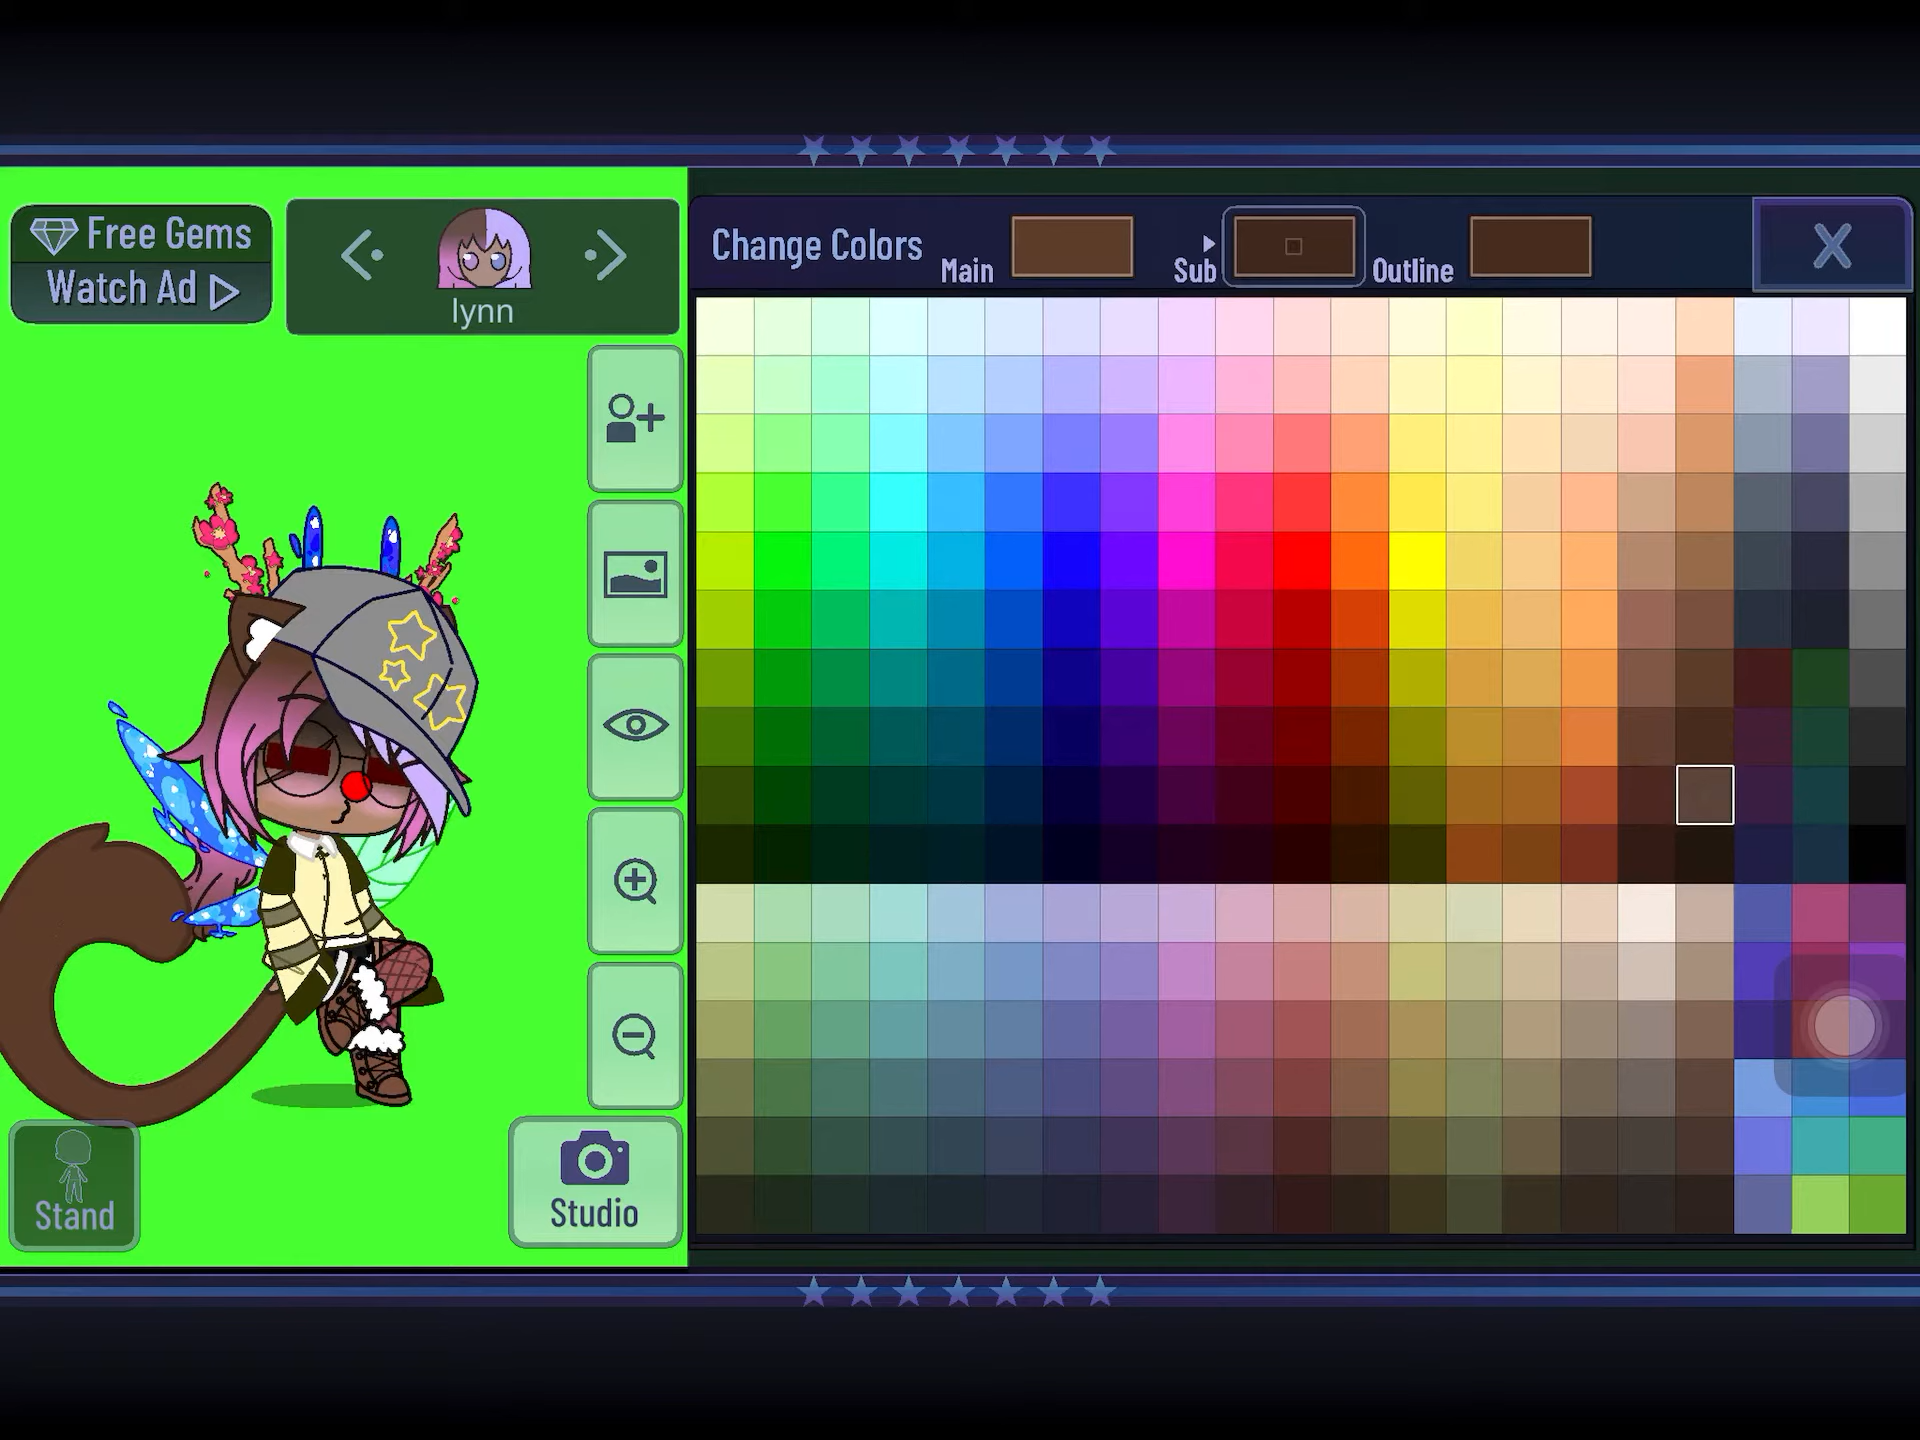 Free Gems
Watch Ad
lynn
Change Colors
Main
Sub
Outline
X
Stand
Studio